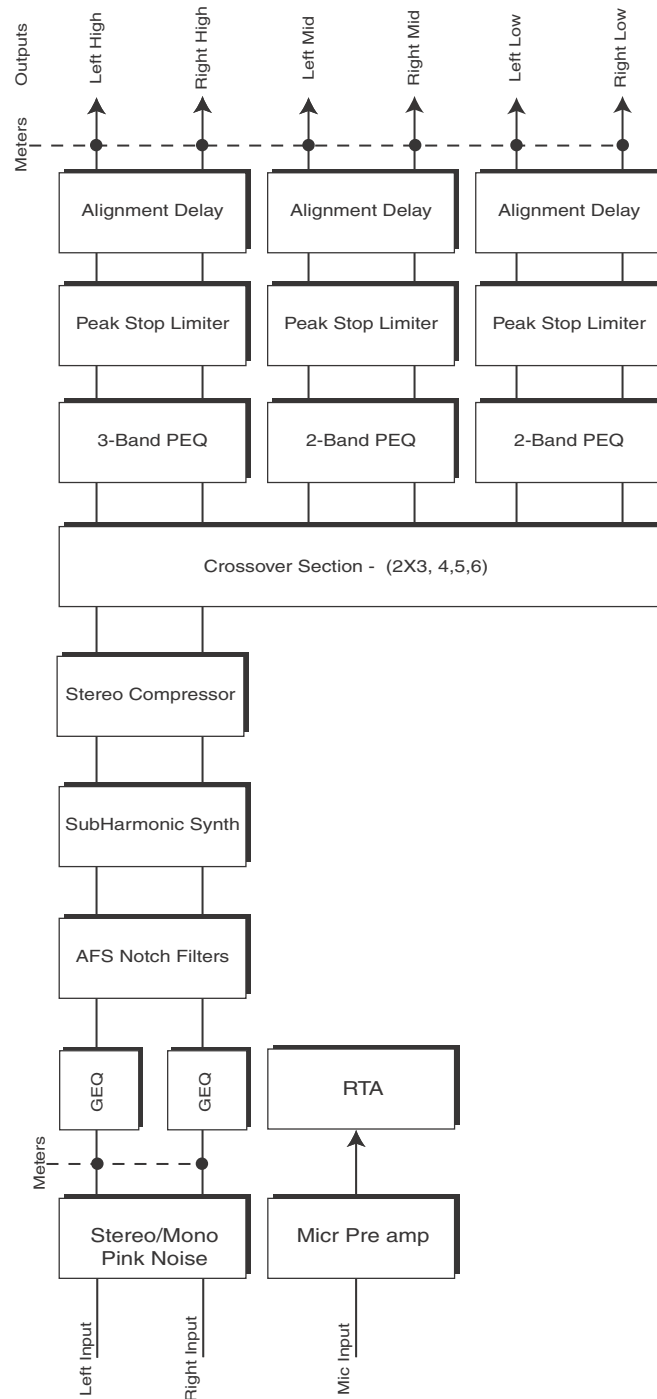 Outputs
Left High
Right High
Left Mid
Right Mid
Left Low
Right Low
Meters
Alignment Delay
Alignment Delay
Alignment Delay
Peak Stop Limiter
Peak Stop Limiter
Peak Stop Limiter
3-Band PEQ
2-Band PEQ
2-Band PEQ
Crossover Section - (2X3, 4,5,6)
Stereo Compressor
SubHarmonic Synth
AFS Notch Filters
GEQ
GEQ
RTA
Meters
Stereo/Mono
Pink Noise
Micr Pre amp
Left Input
Right Input
Mic Input